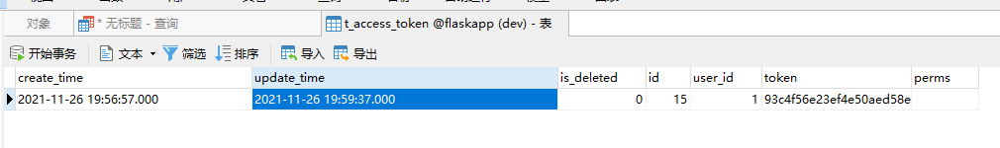 对象
* 无标题 - 查询
t_access_token @flaskapp (dev) - 表
开始事务 文本 筛选 排序 导入 导出
create_time update_time is_deleted id user_id token perms
2021-11-26 19:56:57.000 2021-11-26 19:59:37.000 0 15 1 93c4f56e23ef4e50aed58e